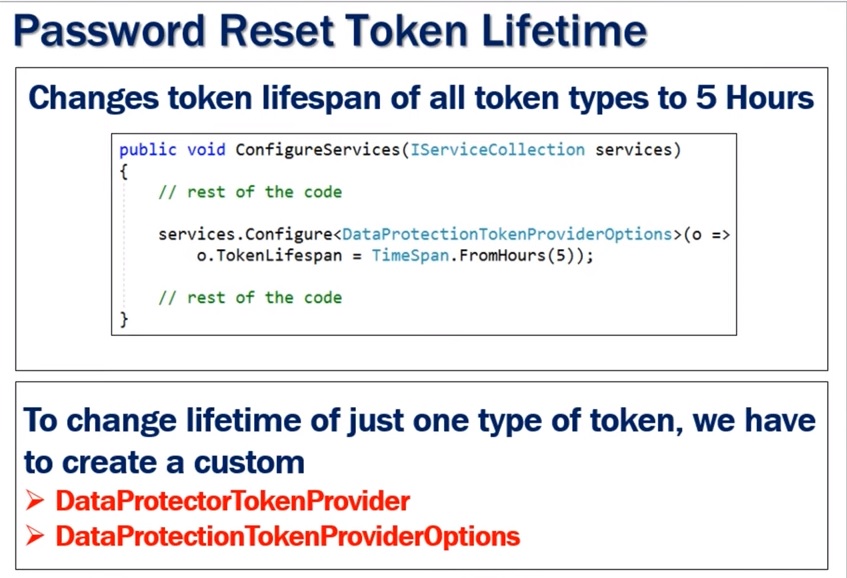 Password Reset Token Lifetime
Changes token lifespan of all token types to 5 Hours
public void ConfigureServices(IServiceCollection services)
{
// rest of the code
services.Configure<DataProtectionTokenProviderOptions>(o =>
o.TokenLifespan = TimeSpan.FromHours(5));
// rest of the code
}
To change lifetime of just one type of token, we have
to create a custom
➢ DataProtectorTokenProvider
➢ DataProtectionTokenProviderOptions